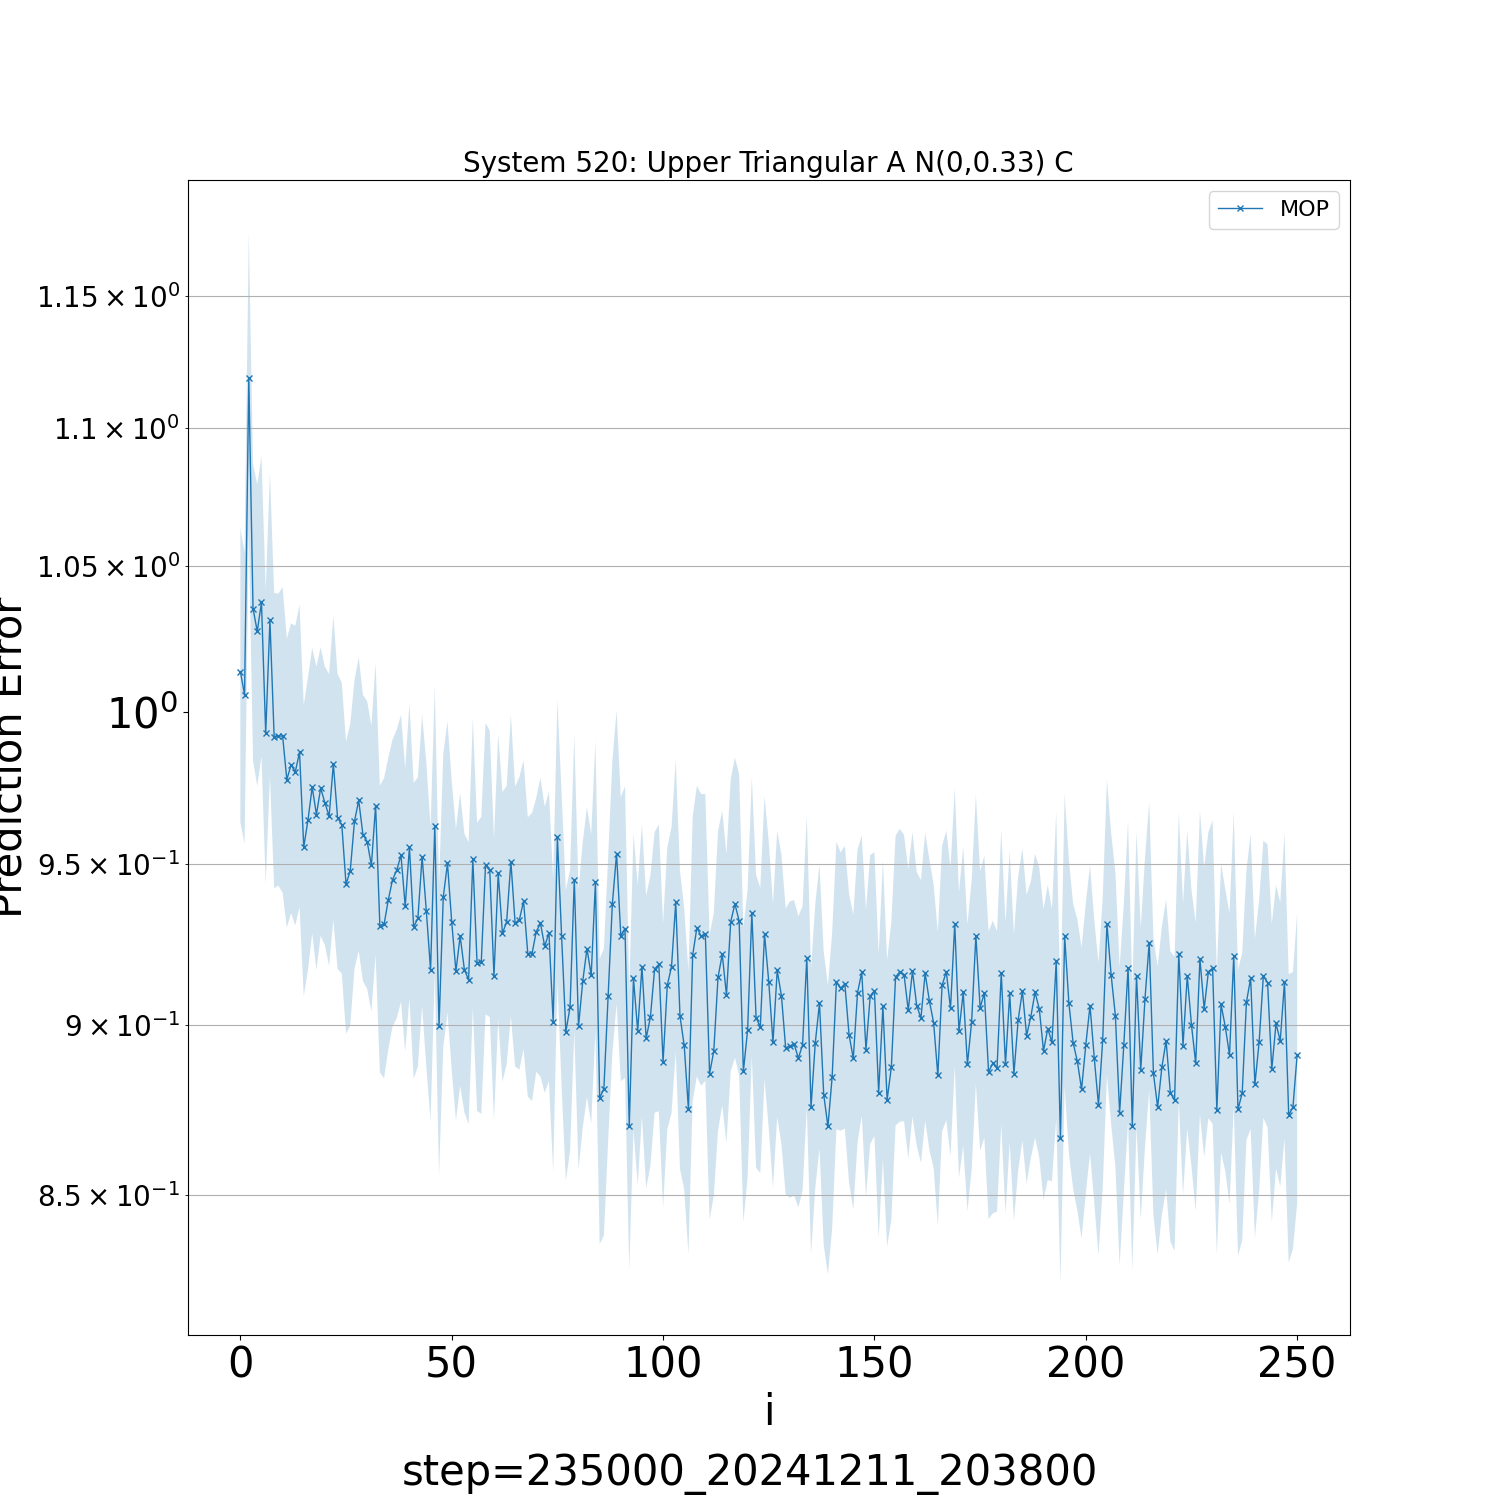 System 520: Upper Triangular A N(0,0.33) C
MOP
1.15 × 10⁰
1.1 × 10⁰
1.05 × 10⁰
10⁰
9.5 × 10⁻¹
9 × 10⁻¹
8.5 × 10⁻¹
Prediction Error
0 50 100 150 200 250
i
step=235000_20241211_203800